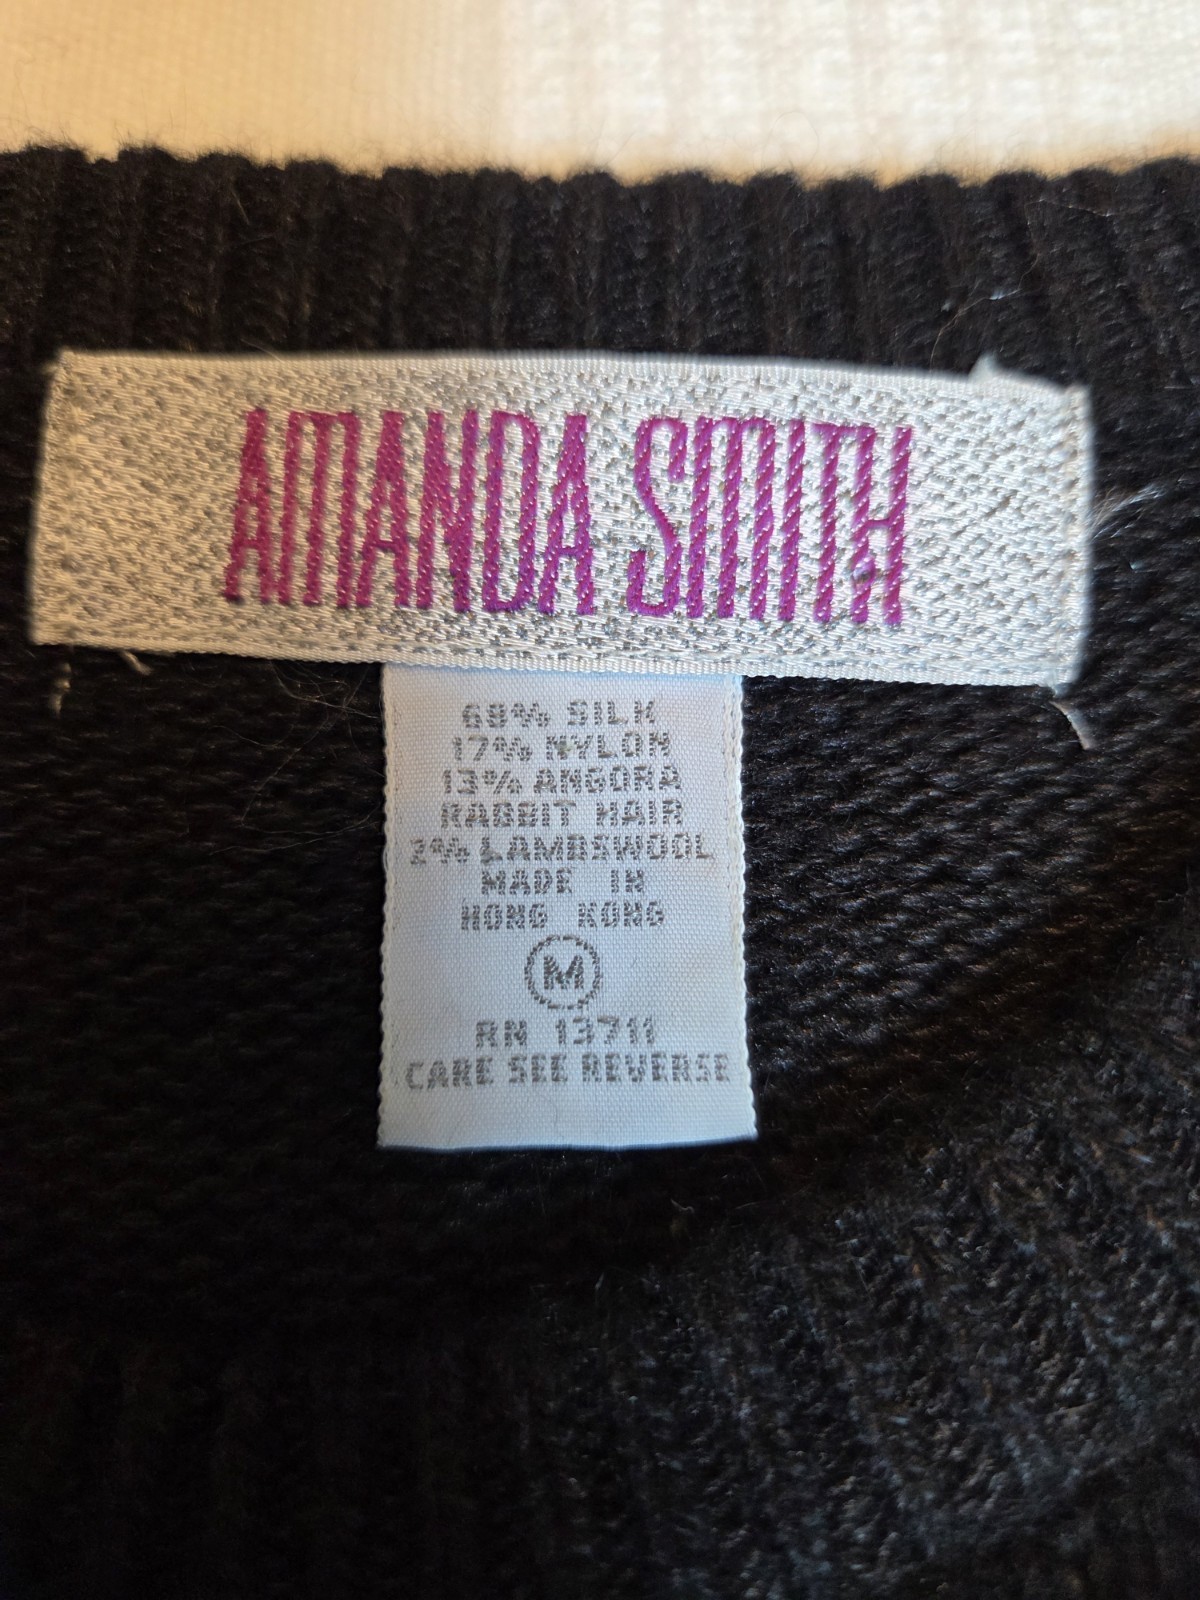 AMANDA SMITH
68% SILK
17% NYLON
13% ANGORA
RABBIT HAIR
2% LAMBSWOOL
MADE IN
HONG KONG
M
RN 13711
CARE SEE REVERSE